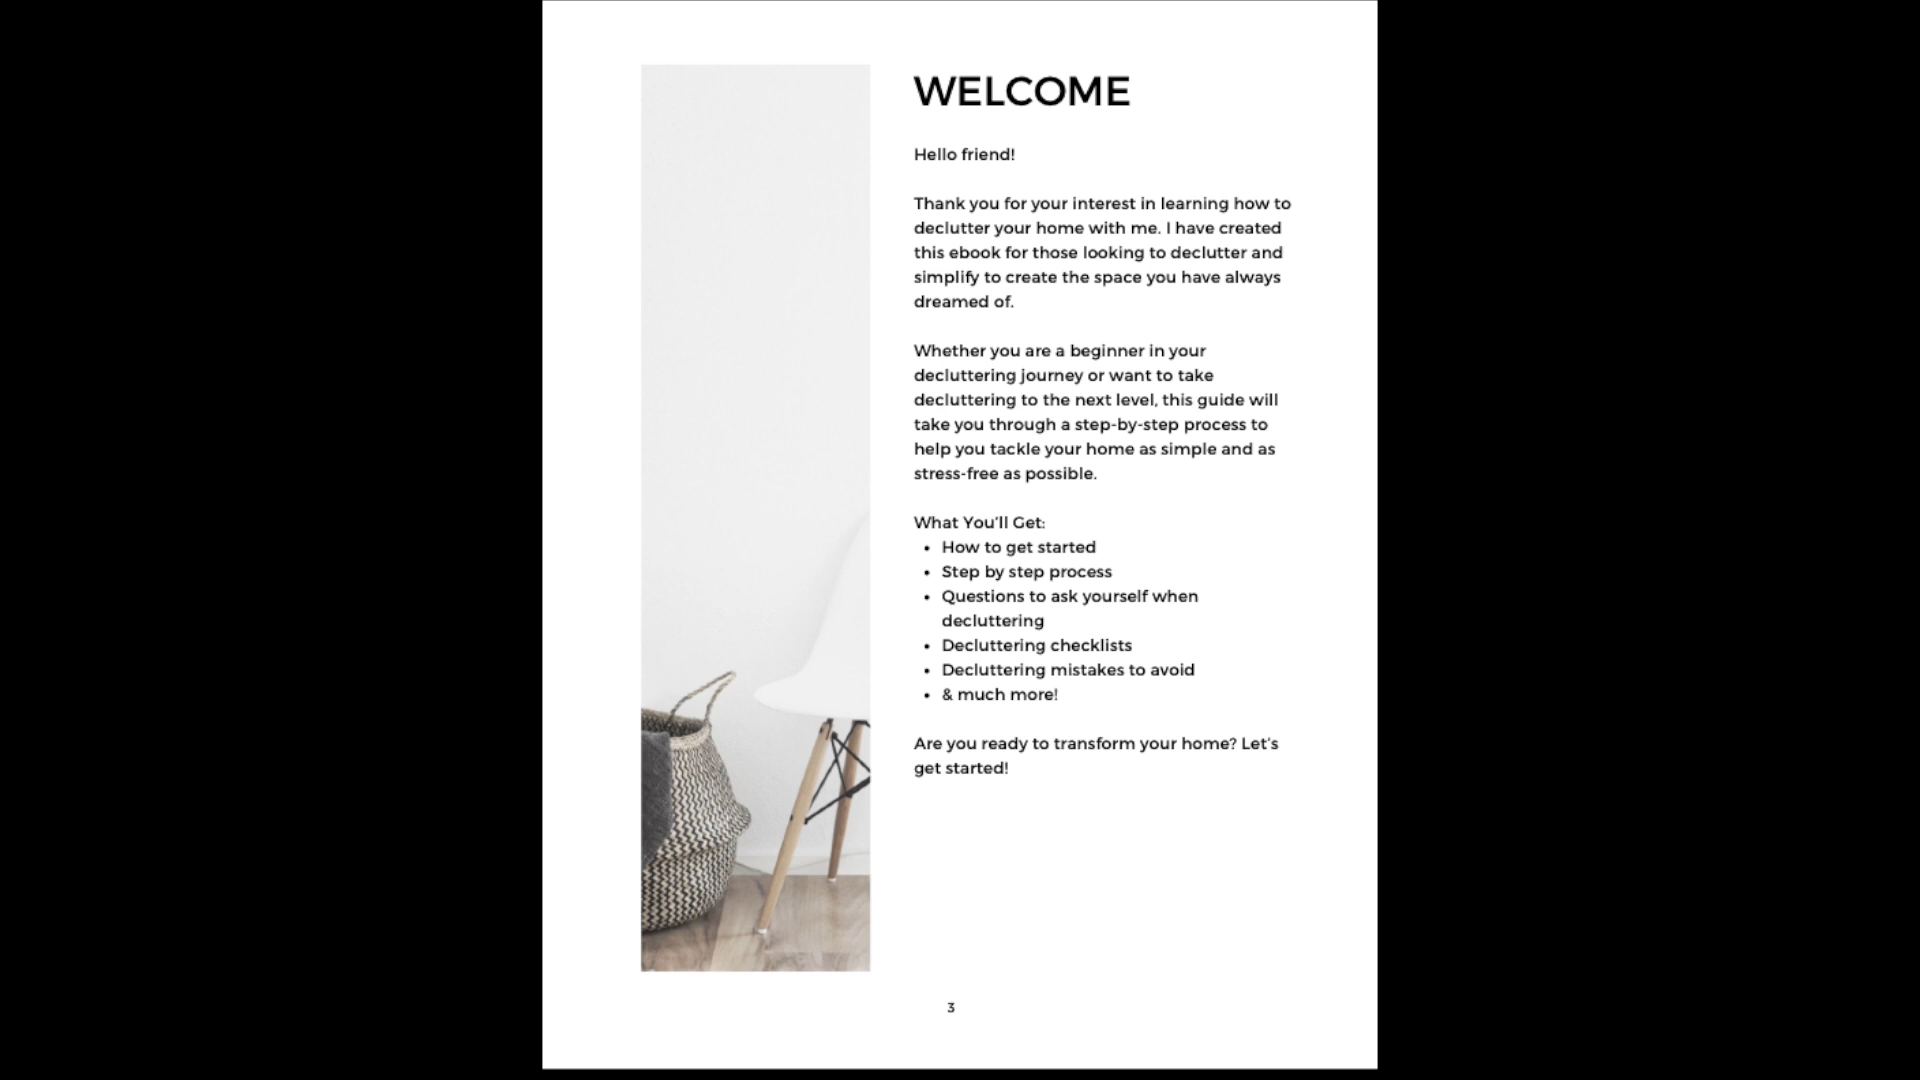 WELCOME
Hello friend!
Thank you for your interest in learning how to
declutter your home with me. I have created
this ebook for those looking to declutter and
simplify to create the space you have always
dreamed of.
Whether you are a beginner in your
decluttering journey or want to take
decluttering to the next level, this guide will
take you through a step-by-step process to
help you tackle your home as simple and as
stress-free as possible.
What You'll Get:
• How to get started
• Step by step process
• Questions to ask yourself when
decluttering
• Decluttering checklists
• Decluttering mistakes to avoid
• & much more!
Are you ready to transform your home? Let's
get started!
3